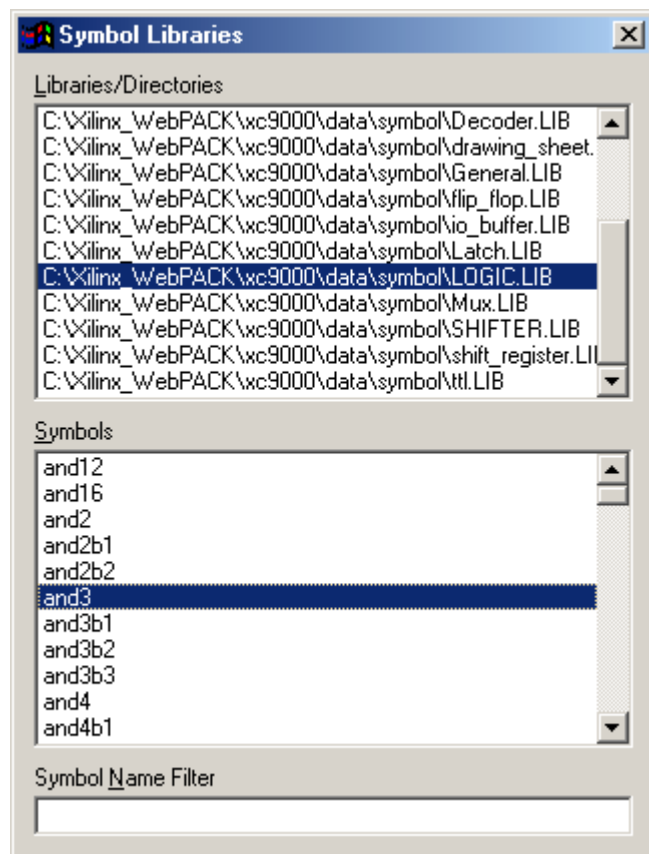 Symbol Libraries
Libraries/Directories
C:\Xilinx_WebPACK\xc9000\data\symbol\Decoder.LIB
C:\Xilinx_WebPACK\xc9000\data\symbol\drawing_sheet.
C:\Xilinx_WebPACK\xc9000\data\symbol\General.LIB
C:\Xilinx_WebPACK\xc9000\data\symbol\flip_flop.LIB
C:\Xilinx_WebPACK\xc9000\data\symbol\io_buffer.LIB
C:\Xilinx_WebPACK\xc9000\data\symbol\Latch.LIB
C:\Xilinx_WebPACK\xc9000\data\symbol\LOGIC.LIB
C:\Xilinx_WebPACK\xc9000\data\symbol\Mux.LIB
C:\Xilinx_WebPACK\xc9000\data\symbol\SHIFTER.LIB
C:\Xilinx_WebPACK\xc9000\data\symbol\shift_register.LI
C:\Xilinx_WebPACK\xc9000\data\symbol\ttl.LIB
Symbols
and12
and16
and2
and2b1
and2b2
and3
and3b1
and3b2
and3b3
and4
and4b1
Symbol Name Filter